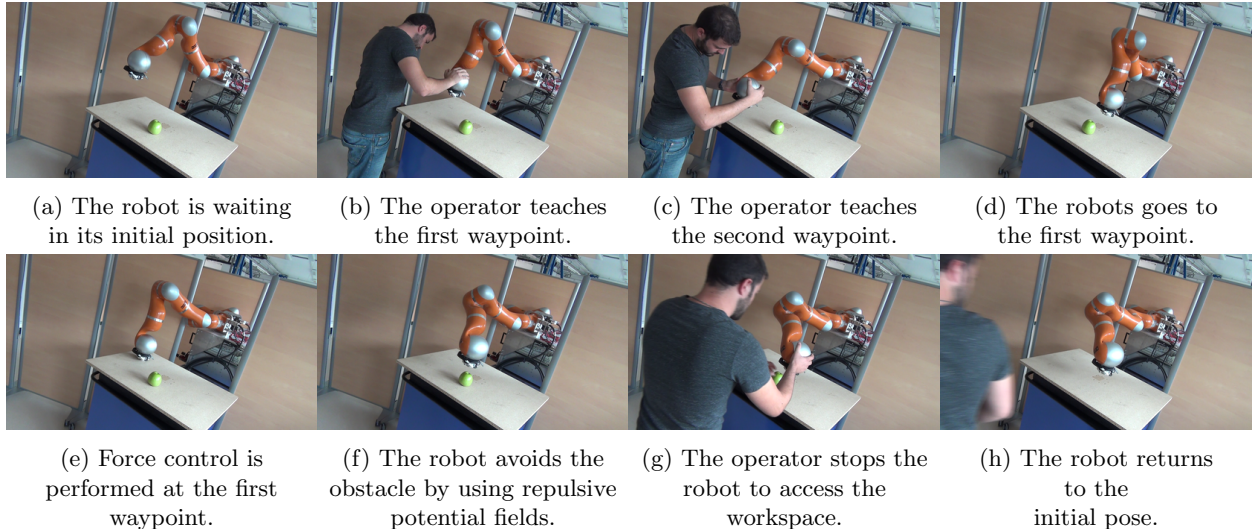 (a) The robot is waiting
in its initial position.
(b) The operator teaches
the first waypoint.
(c) The operator teaches
the second waypoint.
(d) The robots goes to
the first waypoint.
(e) Force control is
performed at the first
waypoint.
(f) The robot avoids the
obstacle by using repulsive
potential fields.
(g) The operator stops the
robot to access the
workspace.
(h) The robot returns
to the
initial pose.